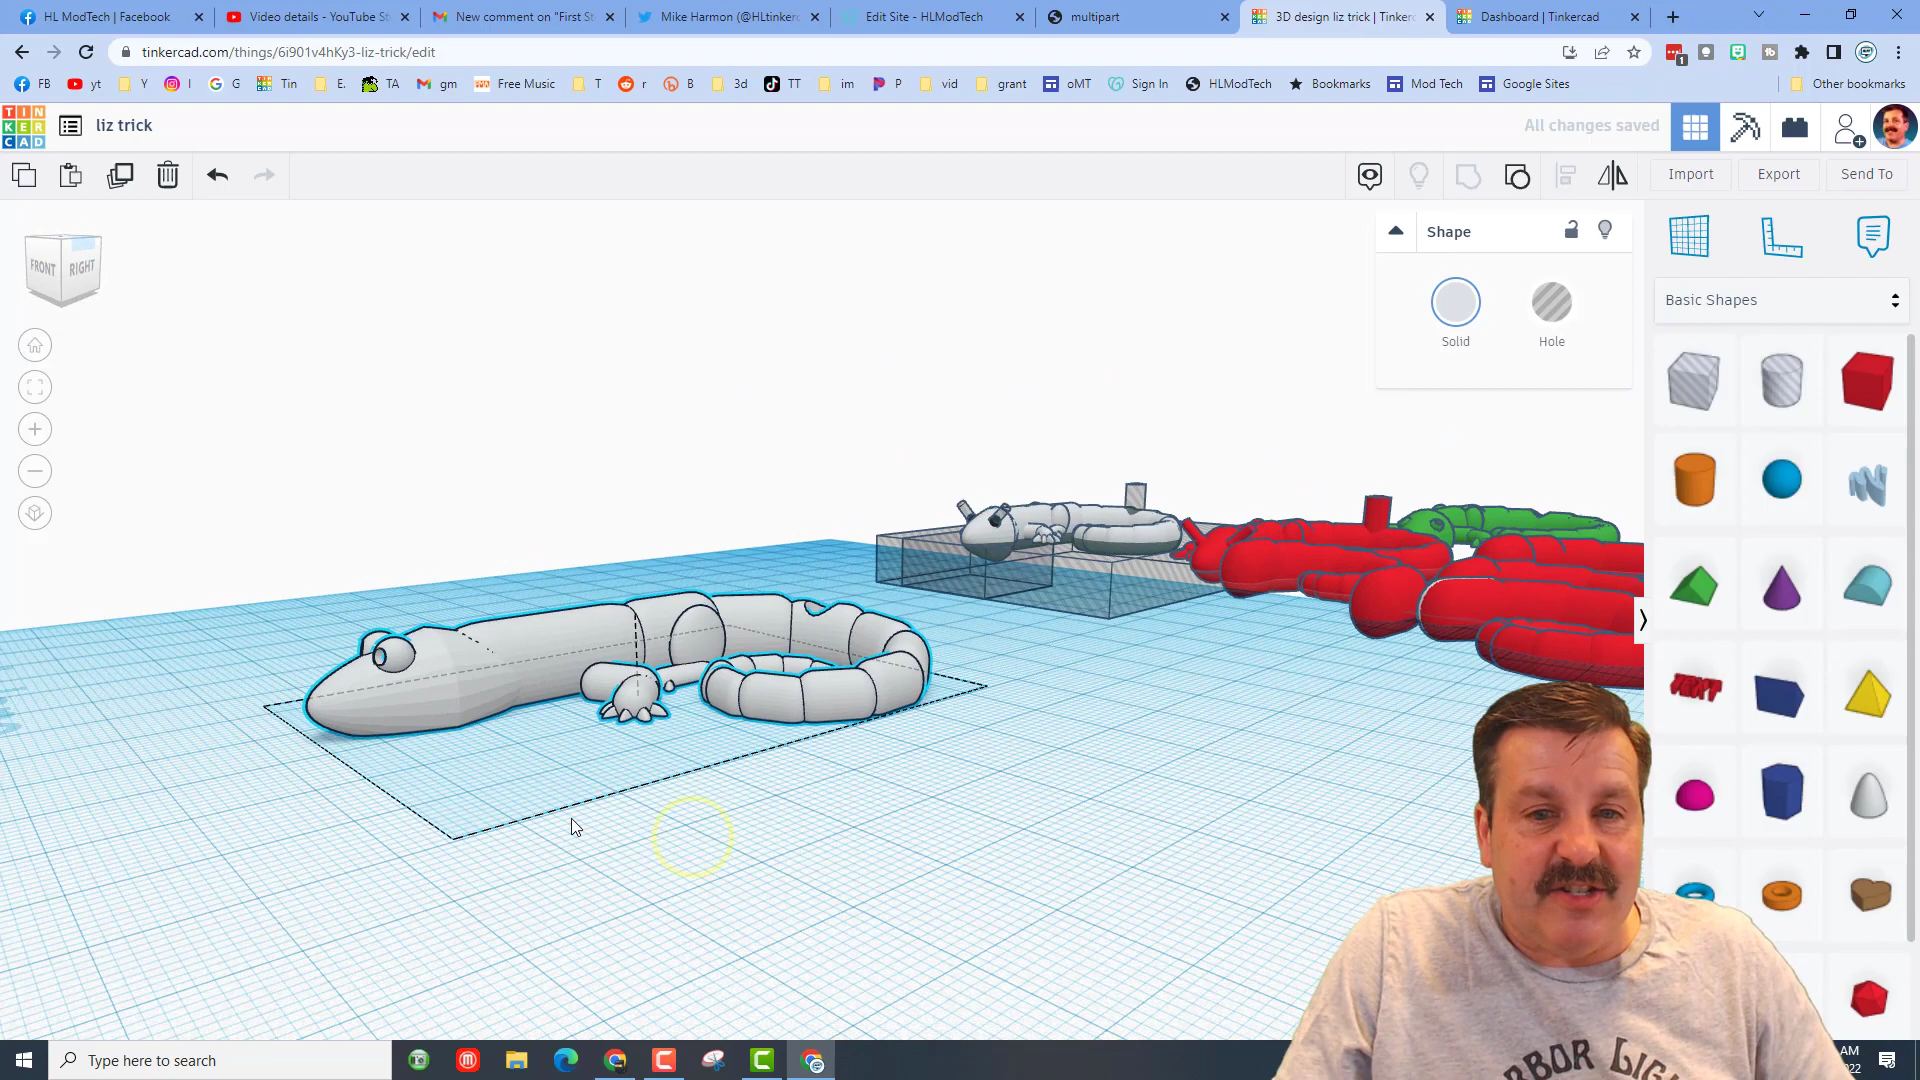 HL ModTech | Facebook
Video details - YouTube St
New comment on "First St
Mike Harmon (@HLtinkerc
Edit Site - HLModTech
multipart
3D design liz trick | Tinkerc
Dashboard | Tinkercad
tinkercad.com/things/6i901v4hKy3-liz-trick/edit
FB
yt
Y
I
G
Tin
E.
TA
gm
Free Music
T
r
B
3d
TT
im
P
vid
grant
oMT
Sign In
HLModTech
Bookmarks
Mod Tech
Google Sites
Other bookmarks
TIN
KER
CAD
liz trick
All changes saved
Import
Export
Send To
FRONT
RIGHT
Shape
Solid
Hole
Basic Shapes
TEXT
Type here to search
AM
022